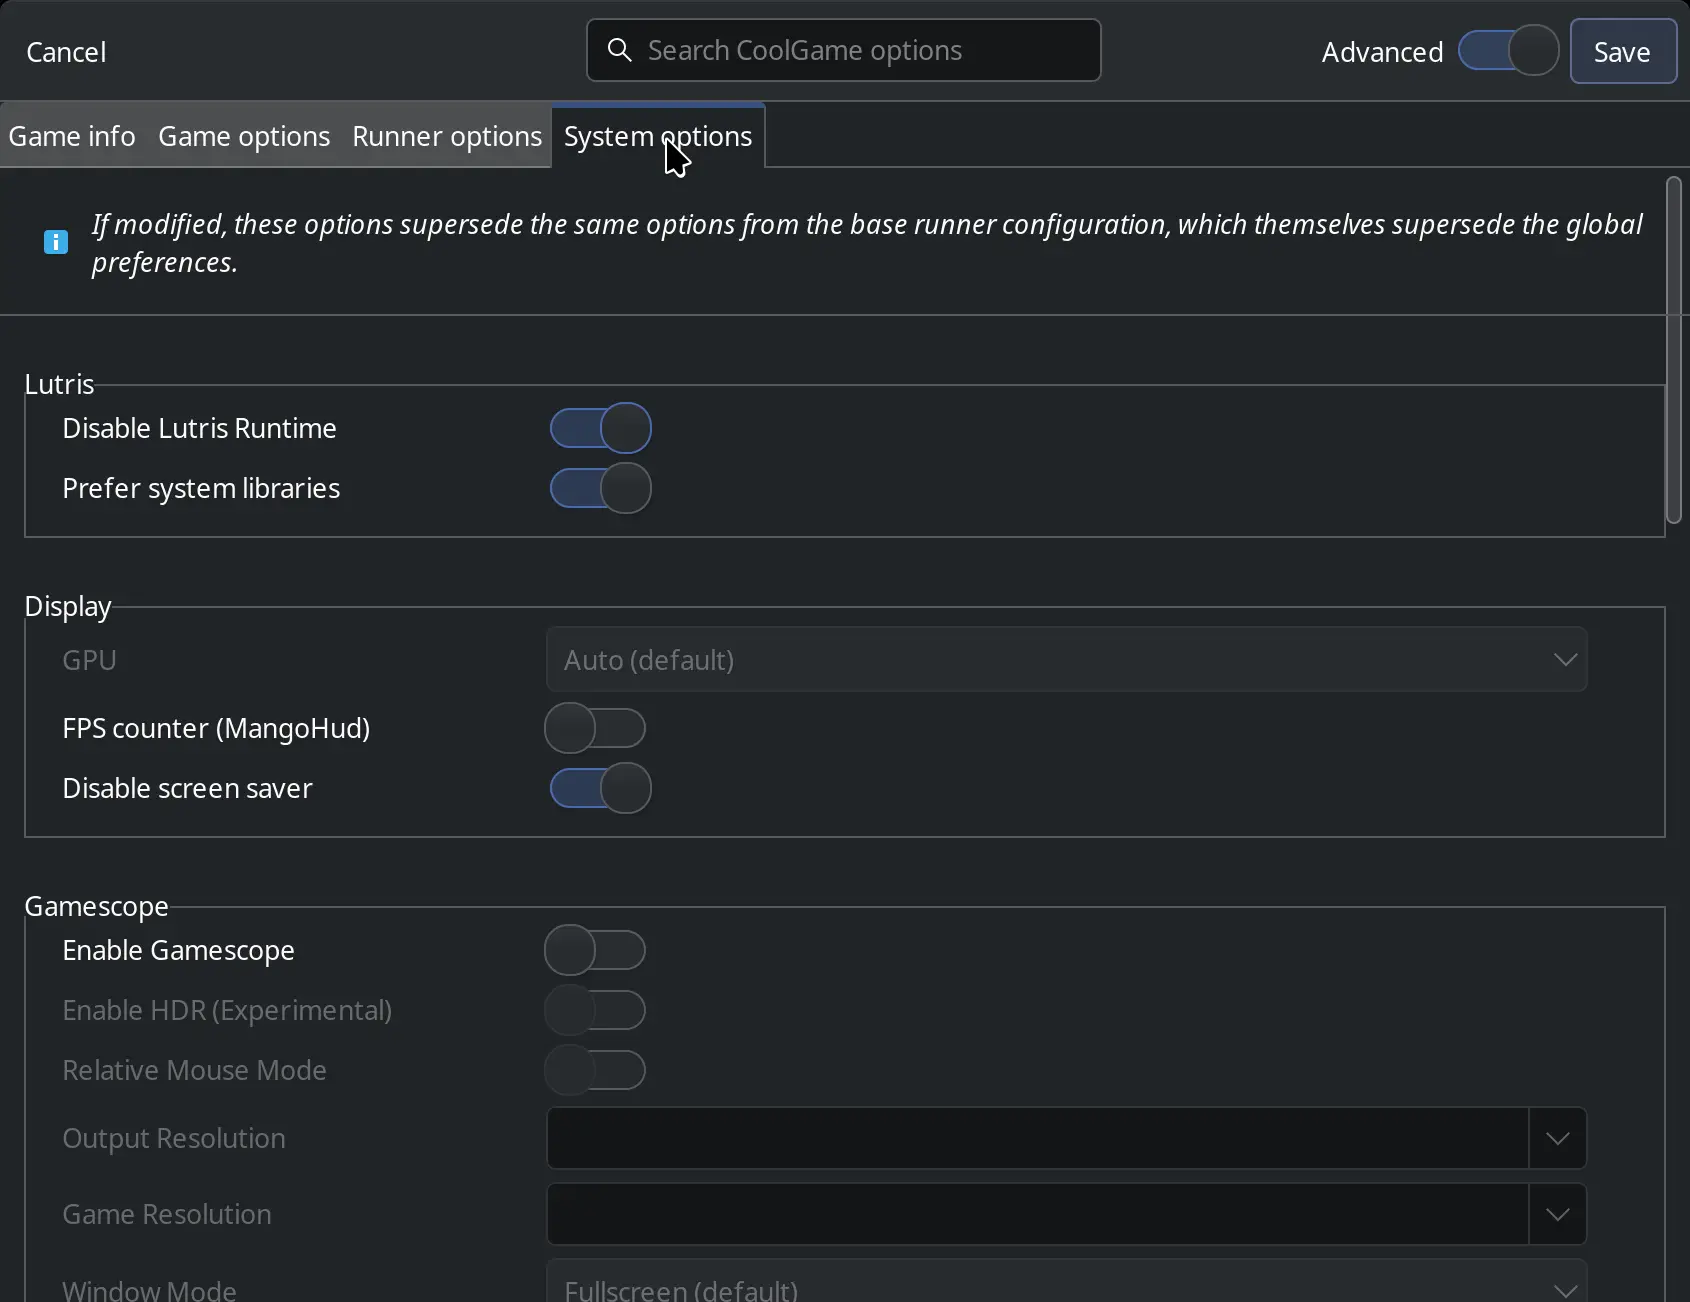 Cancel
Search CoolGame options
Advanced
Save
Game info
Game options
Runner options
System options
If modified, these options supersede the same options from the base runner configuration, which themselves supersede the global
preferences.
Lutris
Disable Lutris Runtime
Prefer system libraries
Display
GPU
Auto (default)
FPS counter (MangoHud)
Disable screen saver
Gamescope
Enable Gamescope
Enable HDR (Experimental)
Relative Mouse Mode
Output Resolution
Game Resolution
Window Mode
Fullscreen (default)